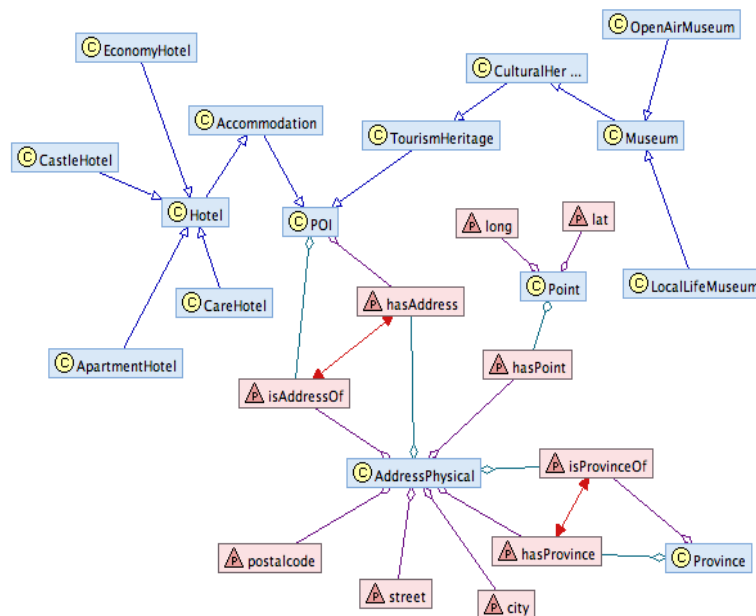 C OpenAirMuseum
C EconomyHotel
C CulturalHer ...
C Accommodation
C TourismHeritage
C Museum
C CastleHotel
C Hotel
C POI
P long
P lat
C Point
C LocalLifeMuseum
C CareHotel
P hasAddress
C ApartmentHotel
P hasPoint
P isAddressOf
C AddressPhysical
P isProvinceOf
P postalcode
P hasProvince
C Province
P street
P city